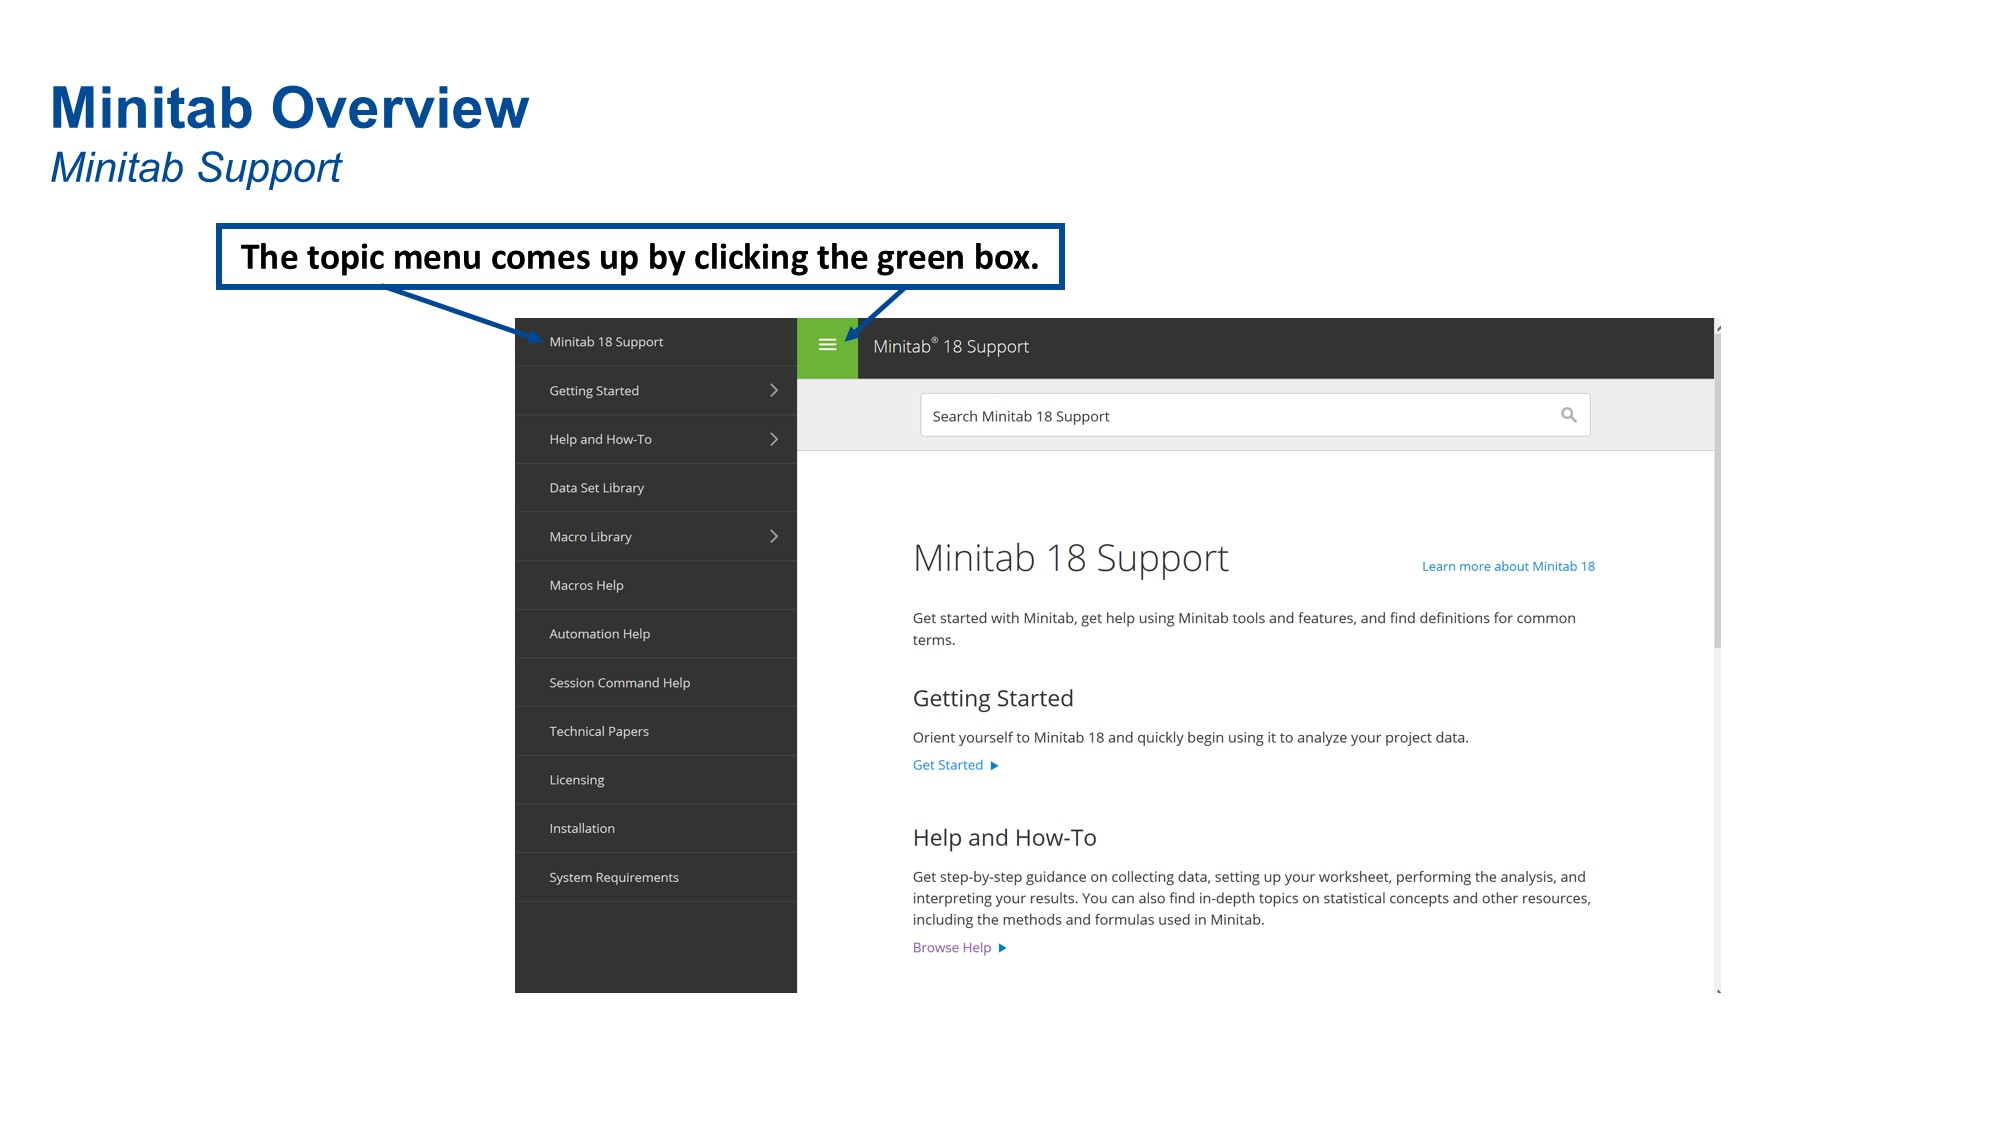 Minitab Overview
Minitab Support
The topic menu comes up by clicking the green box.
Minitab 18 Support
Getting Started
Help and How-To
Data Set Library
Macro Library
Macros Help
Automation Help
Session Command Help
Technical Papers
Licensing
Installation
System Requirements
Minitab® 18 Support
Search Minitab 18 Support
Minitab 18 Support
Learn more about Minitab 18
Get started with Minitab, get help using Minitab tools and features, and find definitions for common
terms.
Getting Started
Orient yourself to Minitab 18 and quickly begin using it to analyze your project data.
Get Started
Help and How-To
Get step-by-step guidance on collecting data, setting up your worksheet, performing the analysis, and
interpreting your results. You can also find in-depth topics on statistical concepts and other resources,
including the methods and formulas used in Minitab.
Browse Help